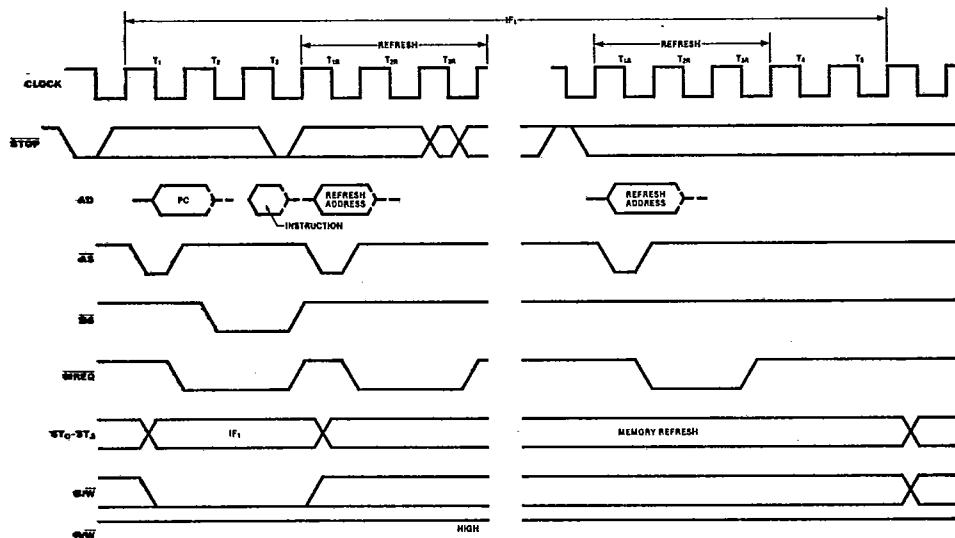 IF₁
REFRESH
REFRESH
T₁ T₂ T₃ T₁R T₂R T₃R T₁R T₂R T₃R T₄ T₅
CLOCK
STOP
AD
PC
REFRESH
ADDRESS
REFRESH
ADDRESS
INSTRUCTION
AS
DS
MREQ
ST₀-ST₃
IF₁
MEMORY REFRESH
HIGH
R/W